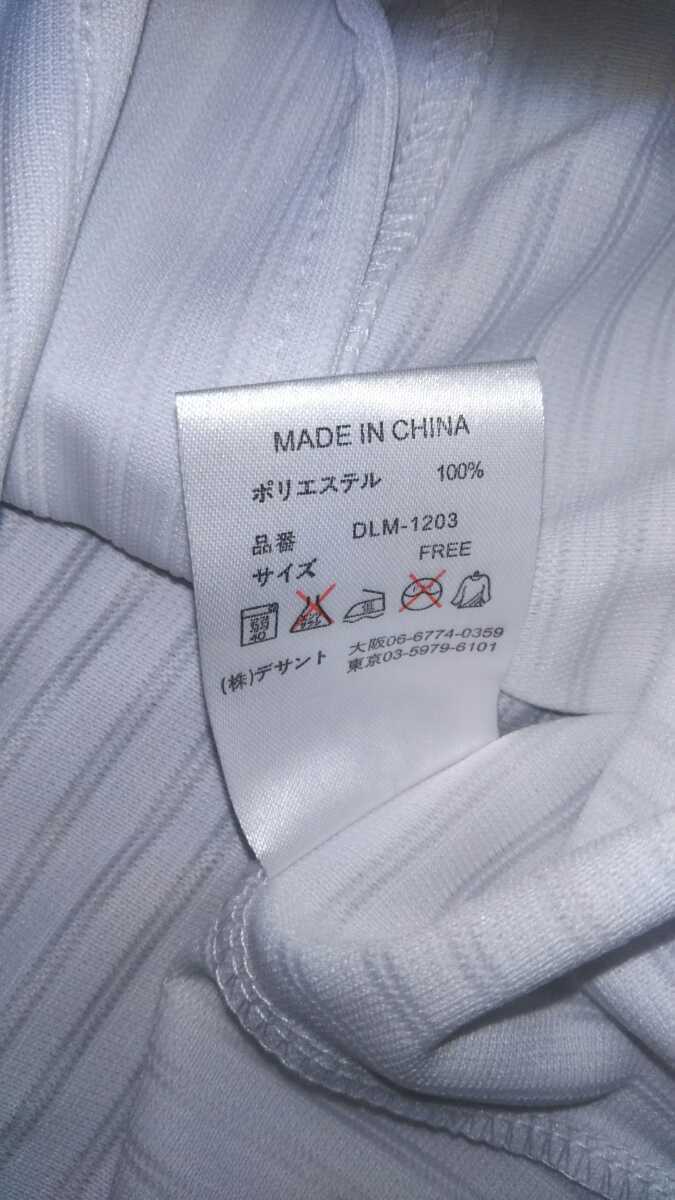 MADE IN CHINA
ポリエステル 100%
品番 DLM-1203
サイズ FREE
40
(株)デサント 大阪06-6774-0359
東京03-5979-6101